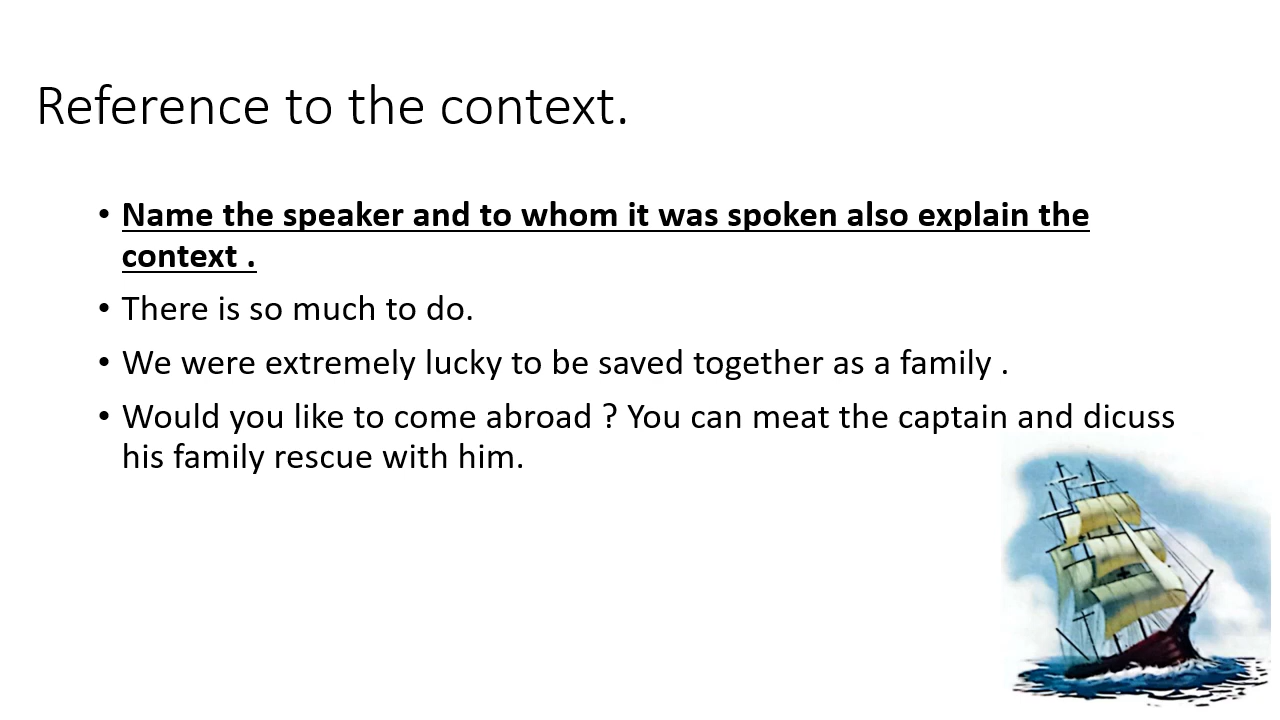 Reference to the context.
• Name the speaker and to whom it was spoken also explain the
context .
• There is so much to do.
• We were extremely lucky to be saved together as a family .
• Would you like to come abroad ? You can meat the captain and dicuss
his family rescue with him.